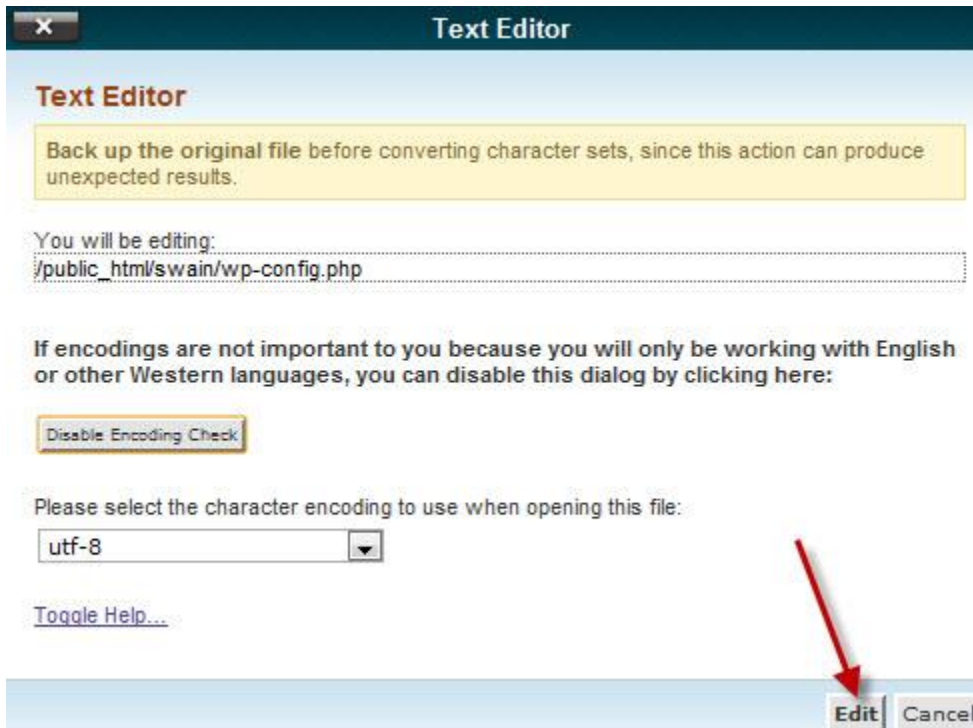 Text Editor
Text Editor
Back up the original file before converting character sets, since this action can produce
unexpected results.
You will be editing:
/public_html/swain/wp-config.php
If encodings are not important to you because you will only be working with English
or other Western languages, you can disable this dialog by clicking here:
Disable Encoding Check
Please select the character encoding to use when opening this file:
utf-8
Toggle Help...
Edit Cancel